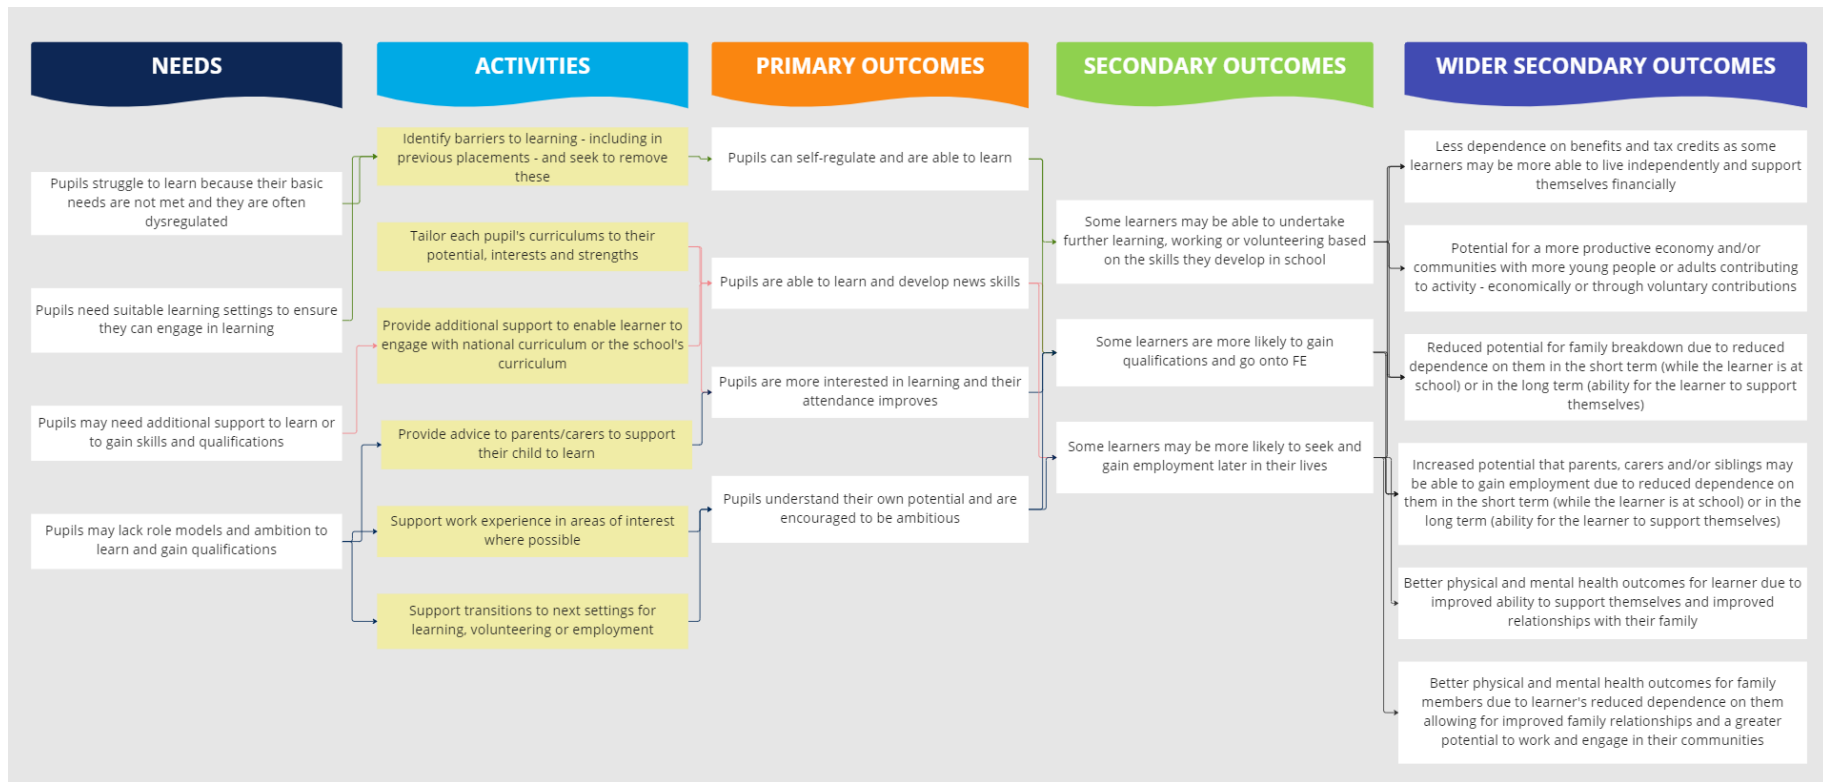 NEEDS
ACTIVITIES
PRIMARY OUTCOMES
SECONDARY OUTCOMES
WIDER SECONDARY OUTCOMES
Pupils struggle to learn because their basic
needs are not met and they are often
dysregulated
Pupils need suitable learning settings to ensure
they can engage in learning
Pupils may need additional support to learn or
to gain skills and qualifications
Pupils may lack role models and ambition to
learn and gain qualifications
Identify barriers to learning - including in
previous placements - and seek to remove
these
Tailor each pupil's curriculums to their
potential, interests and strengths
Provide additional support to enable learner to
engage with national curriculum or the school's
curriculum
Provide advice to parents/carers to support
their child to learn
Support work experience in areas of interest
where possible
Support transitions to next settings for
learning, volunteering or employment
Pupils can self-regulate and are able to learn
Pupils are able to learn and develop news skills
Pupils are more interested in learning and their
attendance improves
Pupils understand their own potential and are
encouraged to be ambitious
Some learners may be able to undertake
further learning, working or volunteering based
on the skills they develop in school
Some learners are more likely to gain
qualifications and go onto FE
Some learners may be more likely to seek and
gain employment later in their lives
Less dependence on benefits and tax credits as some
learners may be more able to live independently and support
themselves financially
Potential for a more productive economy and/or
communities with more young people or adults contributing
to activity - economically or through voluntary contributions
Reduced potential for family breakdown due to reduced
dependence on them in the short term (while the learner is at
school) or in the long term (ability for the learner to support
themselves)
Increased potential that parents, carers and/or siblings may
be able to gain employment due to reduced dependence on
them in the short term (while the learner is at school) or in the
long term (ability for the learner to support themselves)
Better physical and mental health outcomes for learner due to
improved ability to support themselves and improved
relationships with their family
Better physical and mental health outcomes for family
members due to learner's reduced dependence on them
allowing for improved family relationships and a greater
potential to work and engage in their communities